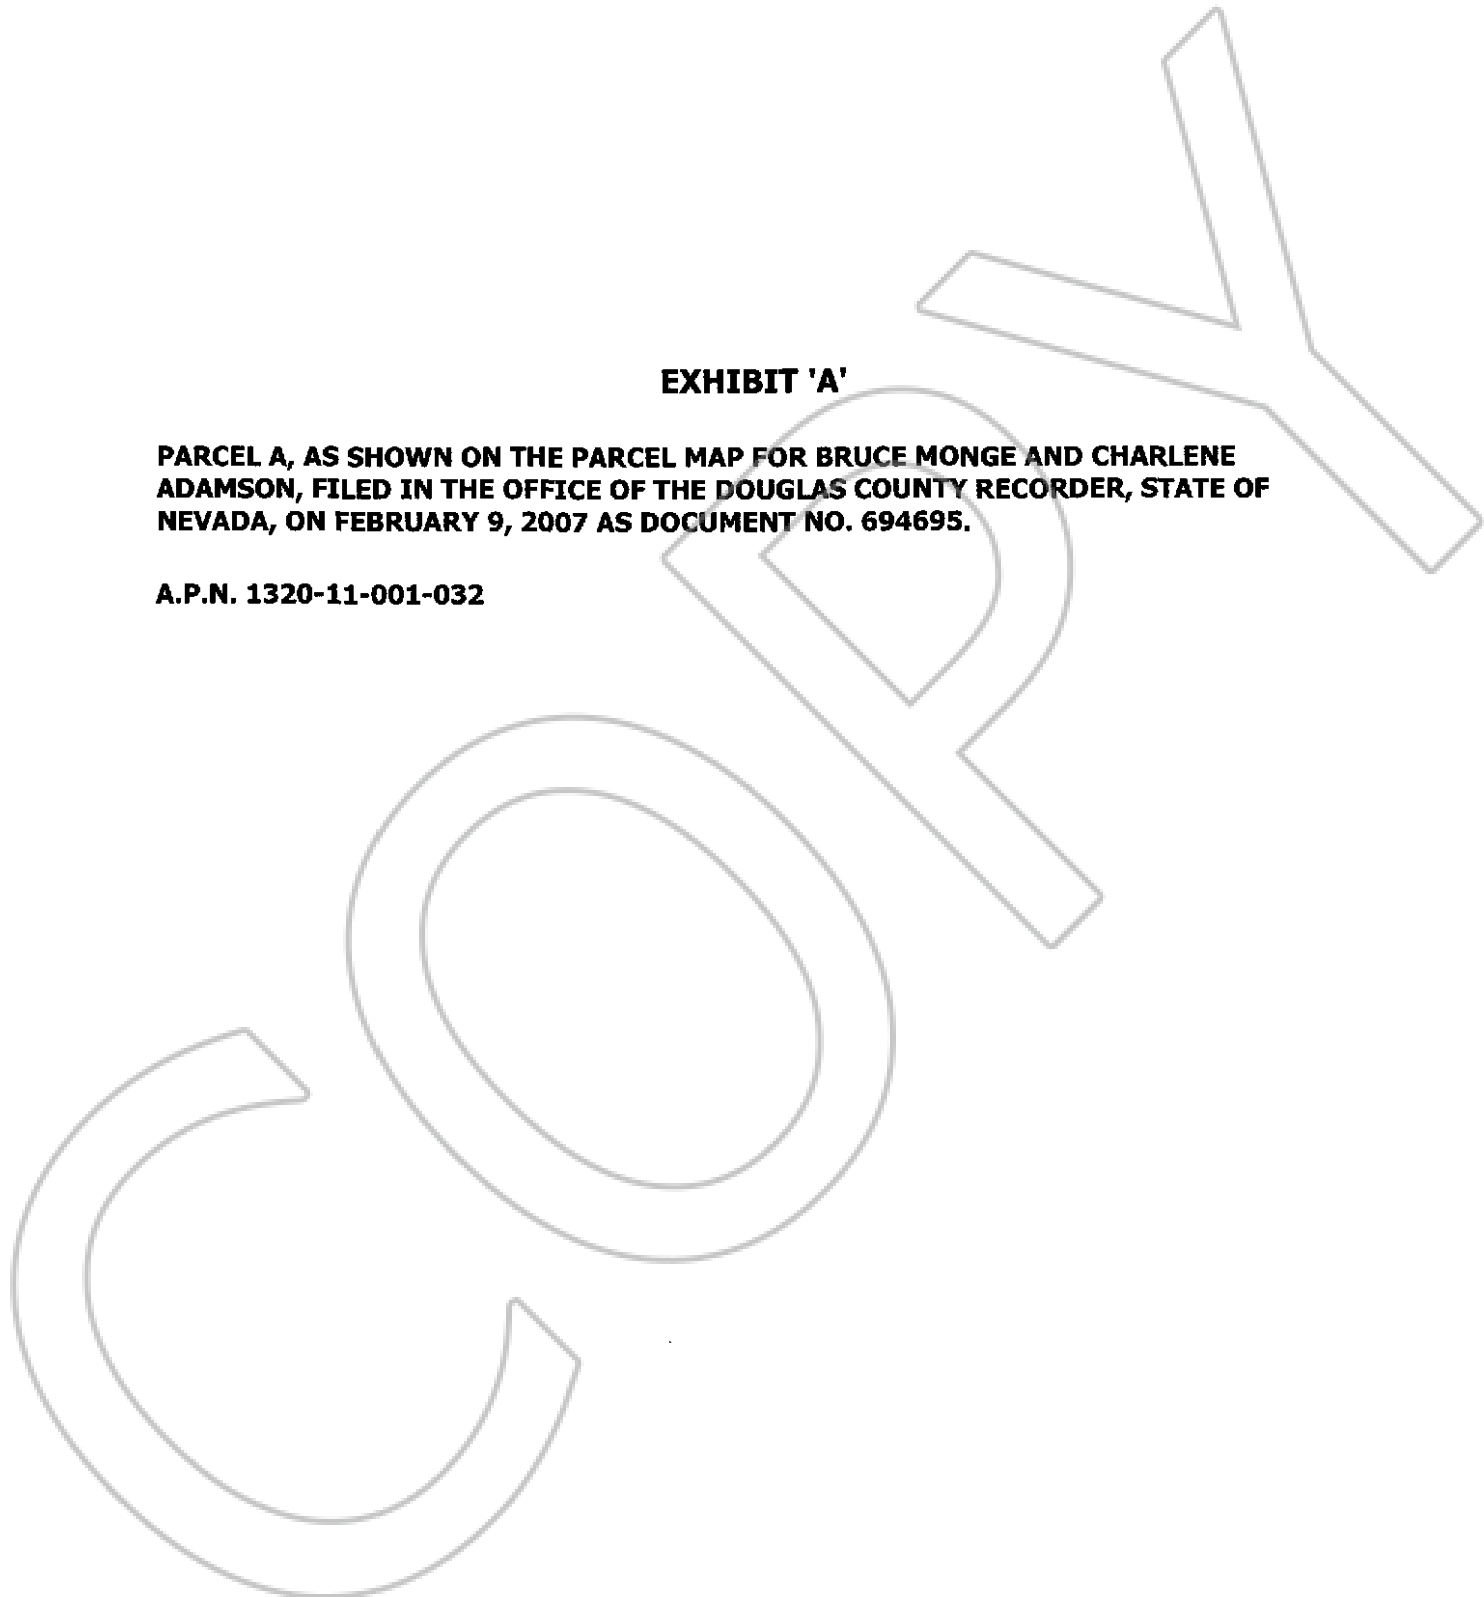 EXHIBIT 'A'
PARCEL A, AS SHOWN ON THE PARCEL MAP FOR BRUCE MONGE AND CHARLENE
ADAMSON, FILED IN THE OFFICE OF THE DOUGLAS COUNTY RECORDER, STATE OF
NEVADA, ON FEBRUARY 9, 2007 AS DOCUMENT NO. 694695.
A.P.N. 1320-11-001-032
COPY